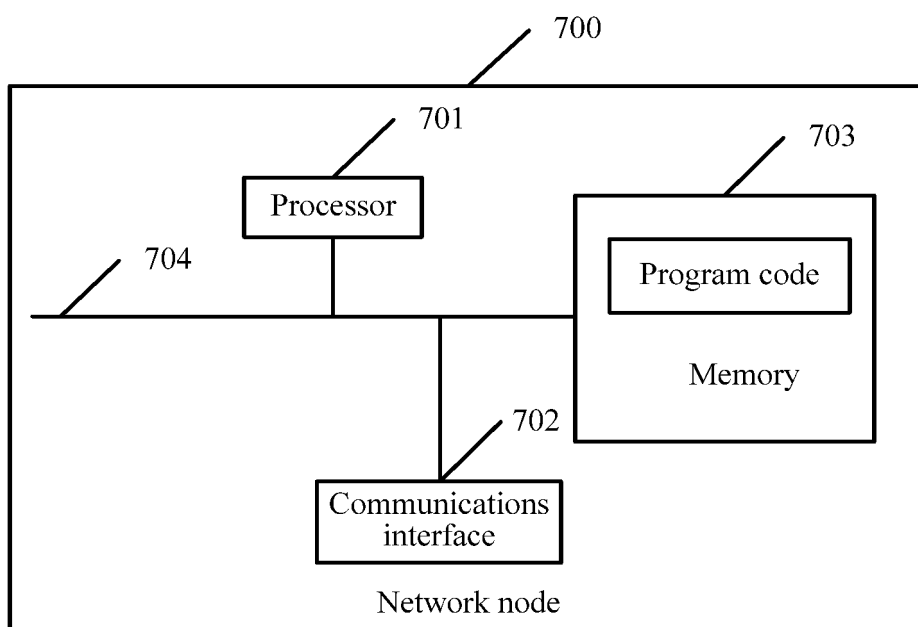 700
701
703
Processor
704
Program code
Memory
702
Communications
interface
Network node